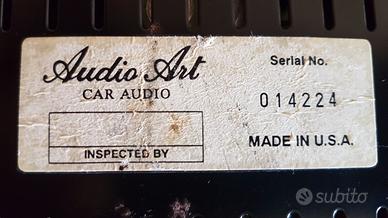 Audio Art
CAR AUDIO
INSPECTED BY
Serial No.
014224
MADE IN U.S.A.
subito